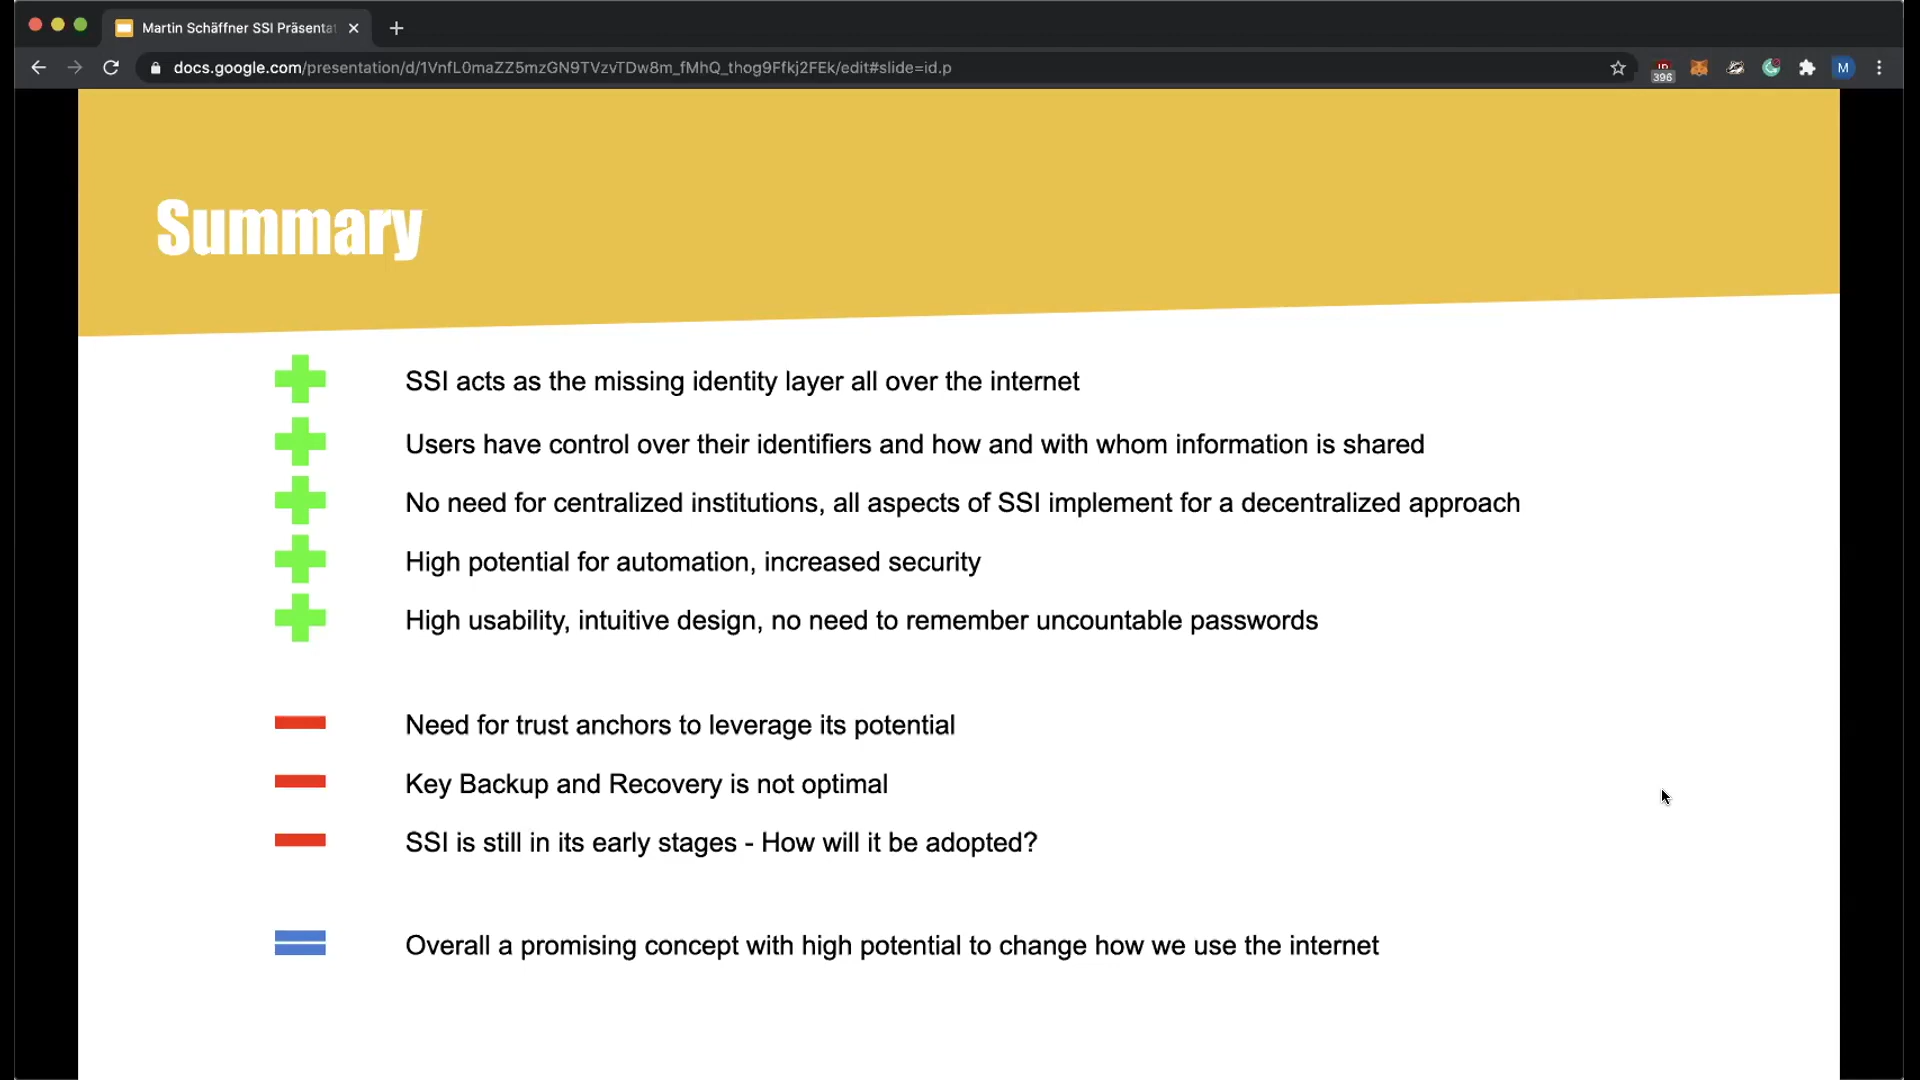 Martin Schäffner SSI Präsentat
docs.google.com/presentation/d/1VnfL0maZZ5mzGN9TVzvTDw8m_fMhQ_thog9Ffkj2FEk/edit#slide=id.p
396
M
Summary
SSI acts as the missing identity layer all over the internet
Users have control over their identifiers and how and with whom information is shared
No need for centralized institutions, all aspects of SSI implement for a decentralized approach
High potential for automation, increased security
High usability, intuitive design, no need to remember uncountable passwords
Need for trust anchors to leverage its potential
Key Backup and Recovery is not optimal
SSI is still in its early stages - How will it be adopted?
Overall a promising concept with high potential to change how we use the internet